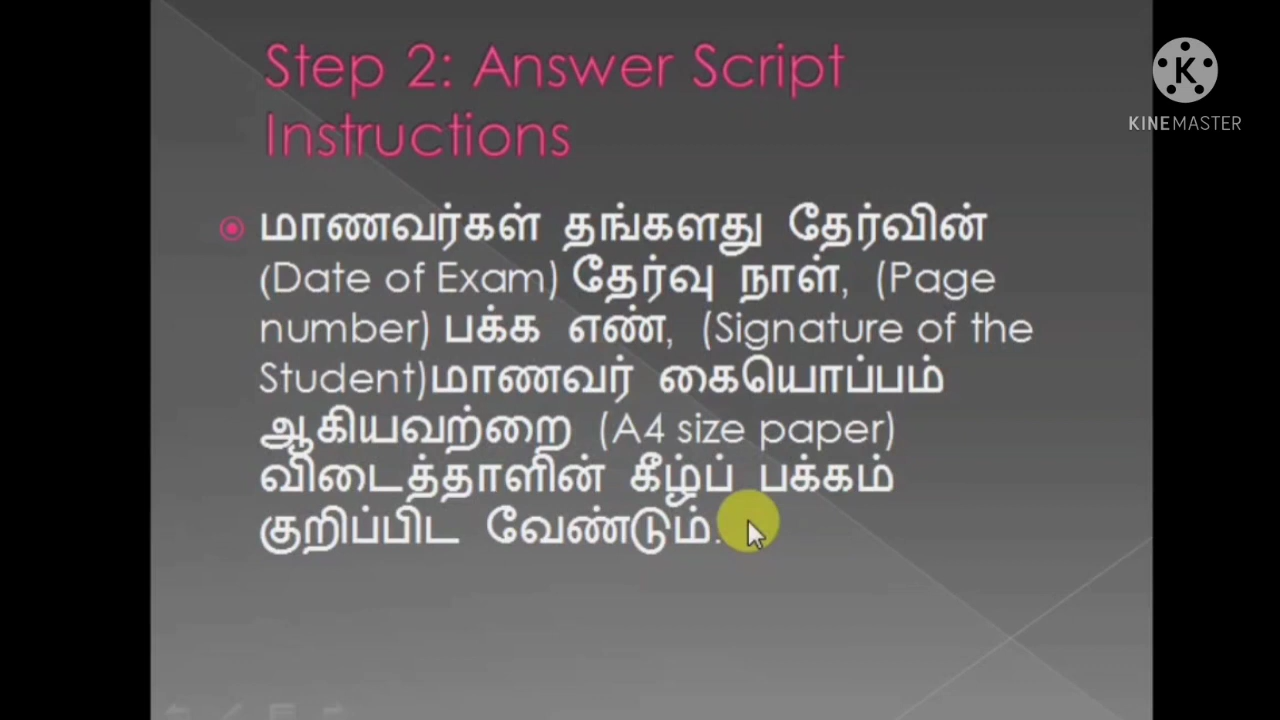 Step 2: Answer Script
Instructions
K
KINEMASTER
மாணவர்கள் தங்களது தேர்வின்
(Date of Exam) தேர்வு நாள், (Page
number) பக்க எண், (Signature of the
Student)மாணவர் கையொப்பம்
ஆகியவற்றை (A4 size paper)
விடைத்தாளின் கீழ்ப் பக்கம்
குறிப்பிட வேண்டும்.